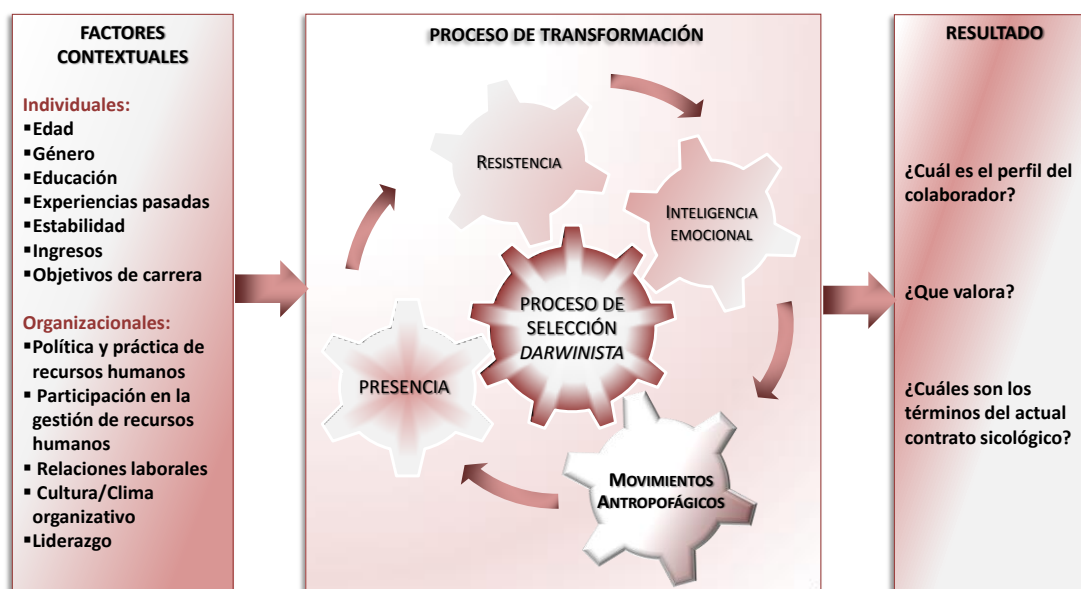 FACTORES
CONTEXTUALES
Individuales:
▪Edad
▪Género
▪Educación
▪Experiencias pasadas
▪Estabilidad
▪Ingresos
▪Objetivos de carrera
Organizacionales:
▪Política y práctica de
recursos humanos
▪ Participación en la
gestión de recursos
humanos
▪ Relaciones laborales
▪ Cultura/Clima
organizativo
▪Liderazgo
PROCESO DE TRANSFORMACIÓN
RESISTENCIA
INTELIGENCIA
EMOCIONAL
PROCESO DE
SELECCIÓN
DARWINISTA
PRESENCIA
MOVIMIENTOS
ANTROPOFÁGICOS
RESULTADO
¿Cuál es el perfil del
colaborador?
¿Que valora?
¿Cuáles son los
términos del actual
contrato sicológico?